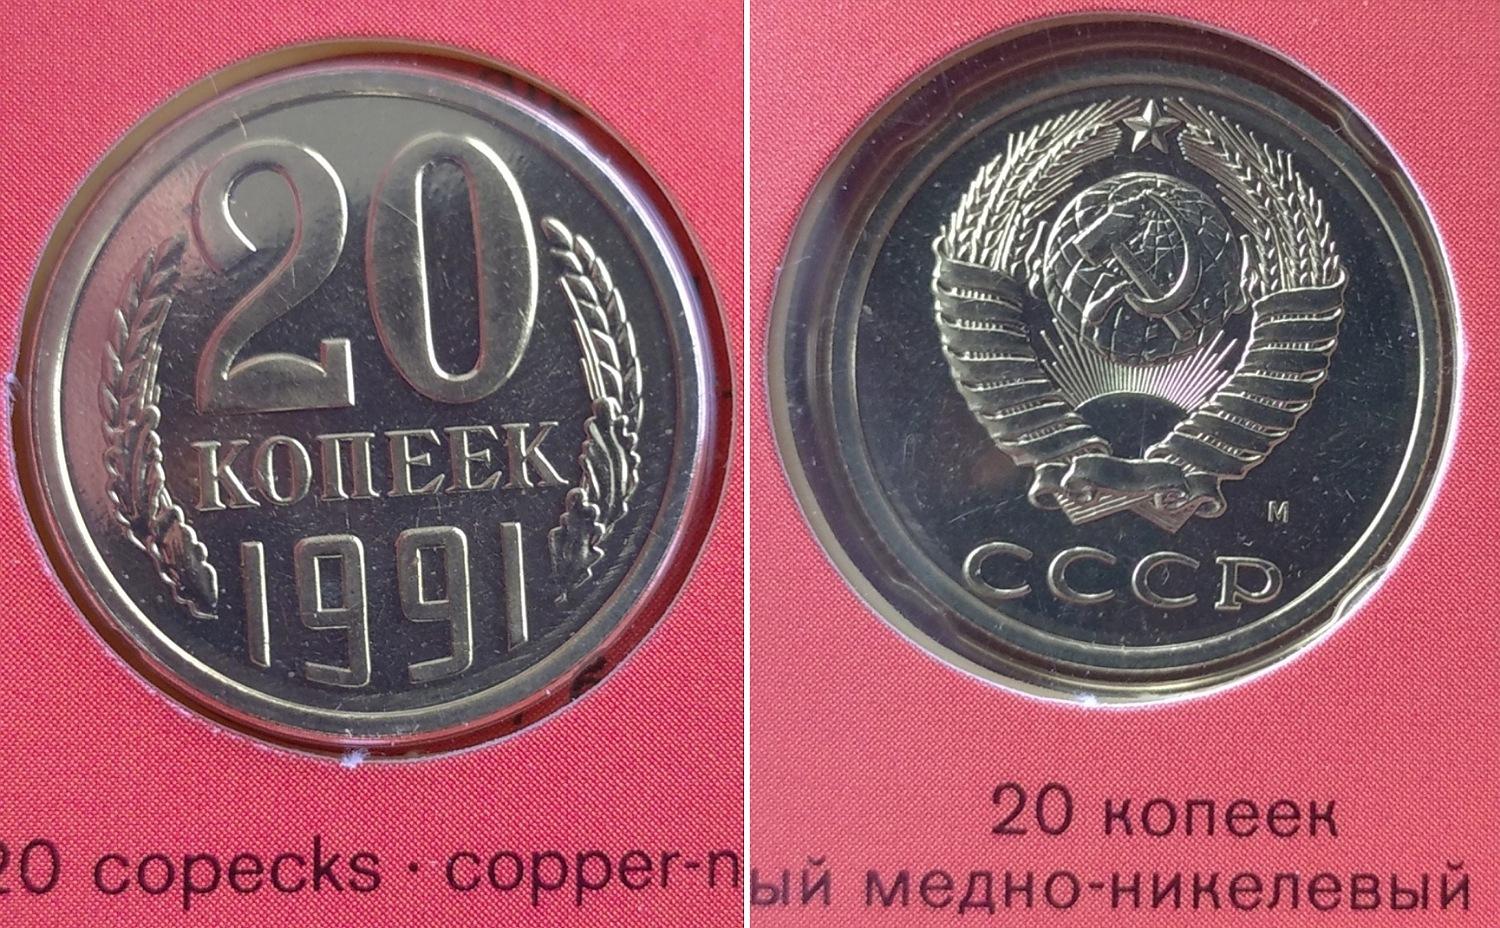 20
КОПЕЕК
1991
20 copecks · copper-n
М
СССР
20 копеек
ый медно-никелевый